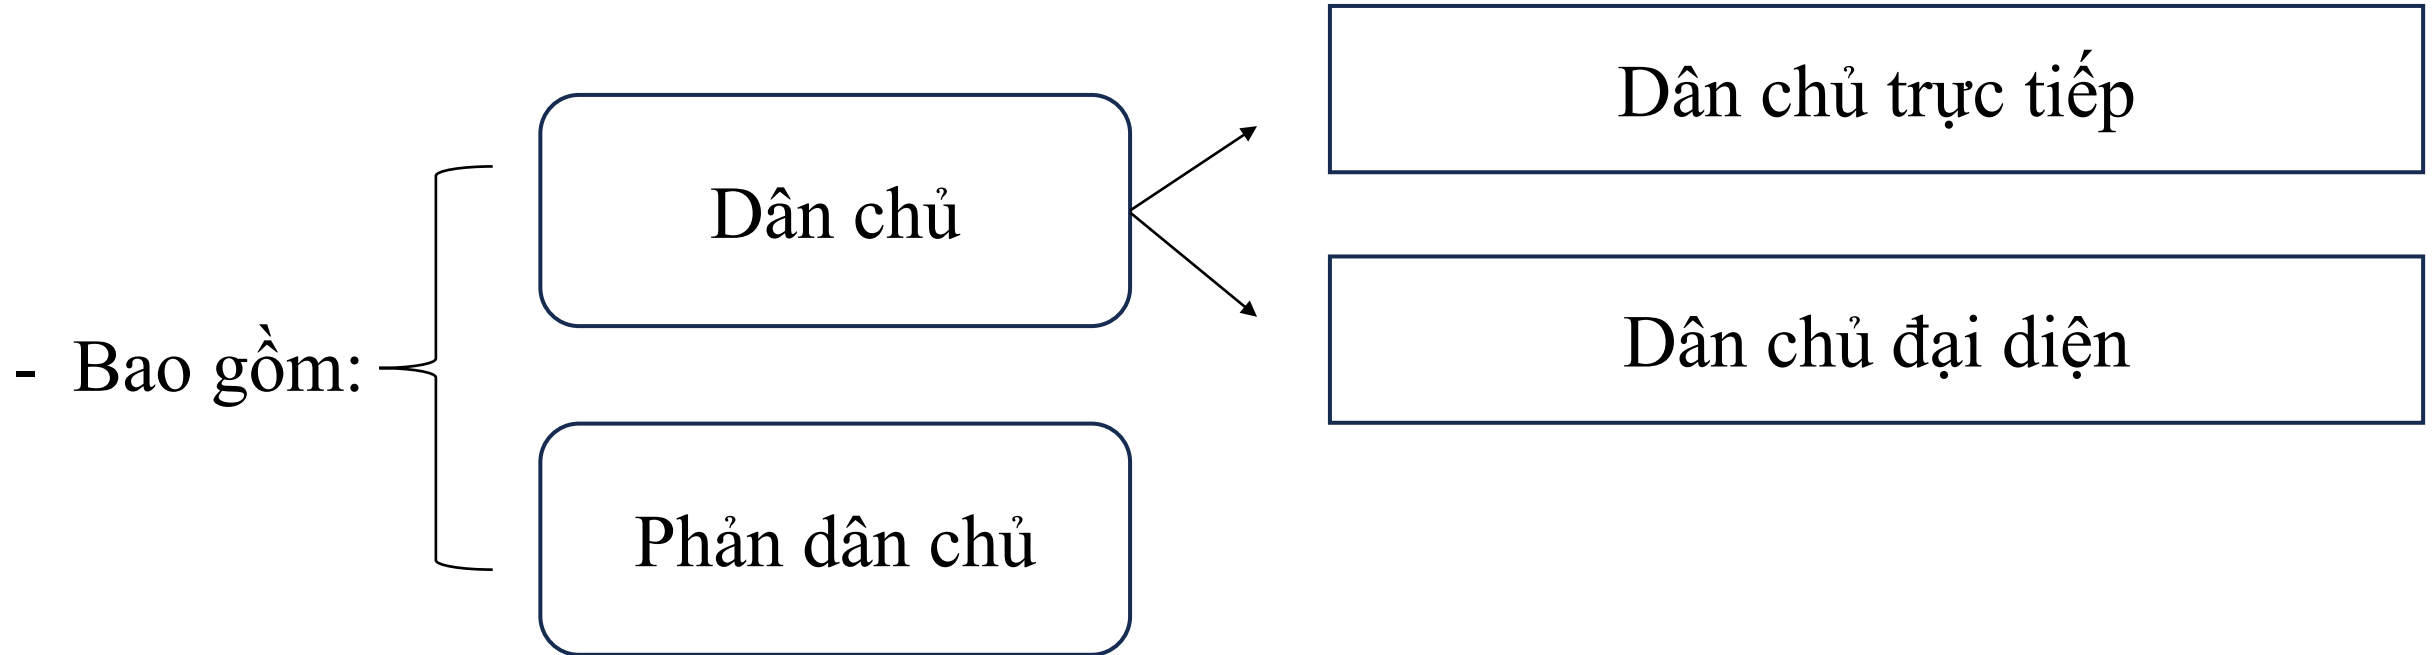 - Bao gồm:
Dân chủ
Dân chủ trực tiếp
Dân chủ đại diện
Phản dân chủ